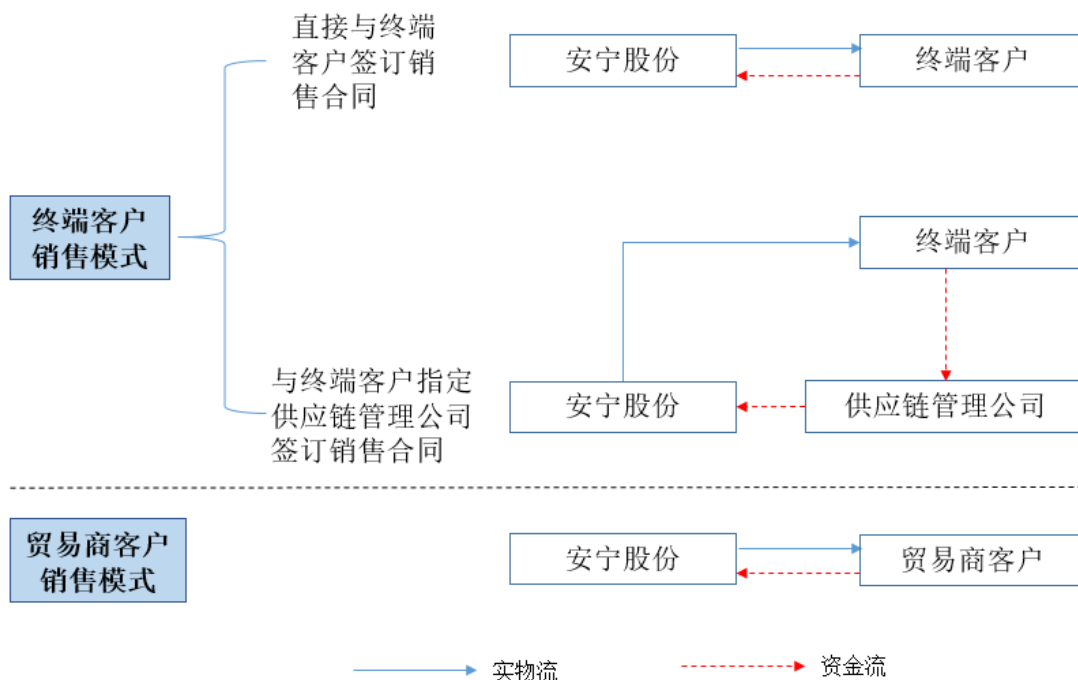 直接与终端
客户签订销
售合同
安宁股份
终端客户
终端客户
销售模式
终端客户
与终端客户指定
供应链管理公司
签订销售合同
安宁股份
供应链管理公司
贸易商客户
销售模式
安宁股份
贸易商客户
实物流
资金流